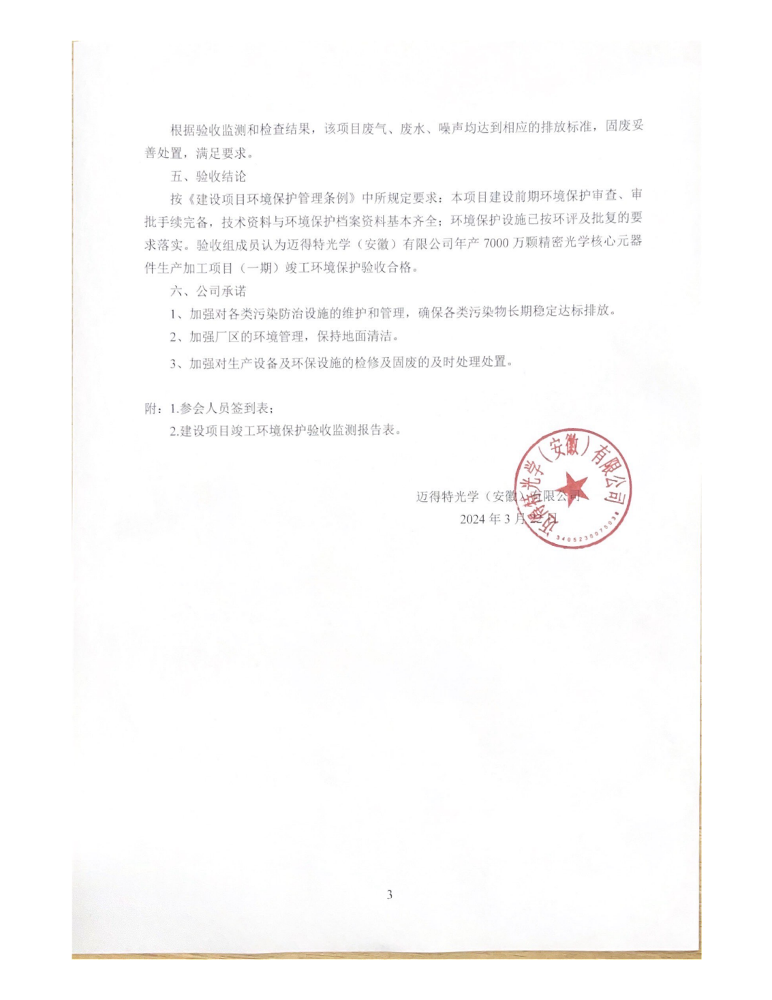 根据验收监测和检查结果，该项目废气、废水、噪声均达到相应的排放标准，固废妥
善处置，满足要求。
五、验收结论
按《建设项目环境保护管理条例》中所规定要求：本项目建设前期环境保护审查、审
批手续完备，技术资料与环境保护档案资料基本齐全；环境保护设施已按环评及批复的要
求落实。验收组成员认为迈得特光学（安徽）有限公司年产 7000 万颗精密光学核心元器
件生产加工项目（一期）竣工环境保护验收合格。
六、公司承诺
1、加强对各类污染防治设施的维护和管理，确保各类污染物长期稳定达标排放。
2、加强厂区的环境管理，保持地面清洁。
3、加强对生产设备及环保设施的检修及固废的及时处理处置。
附：1.参会人员签到表；
2.建设项目竣工环境保护验收监测报告表。
迈得特光学（安徽）有限公司
2024 年 3 月 日
迈得特光学（安徽）有限公司
3405230075038
3